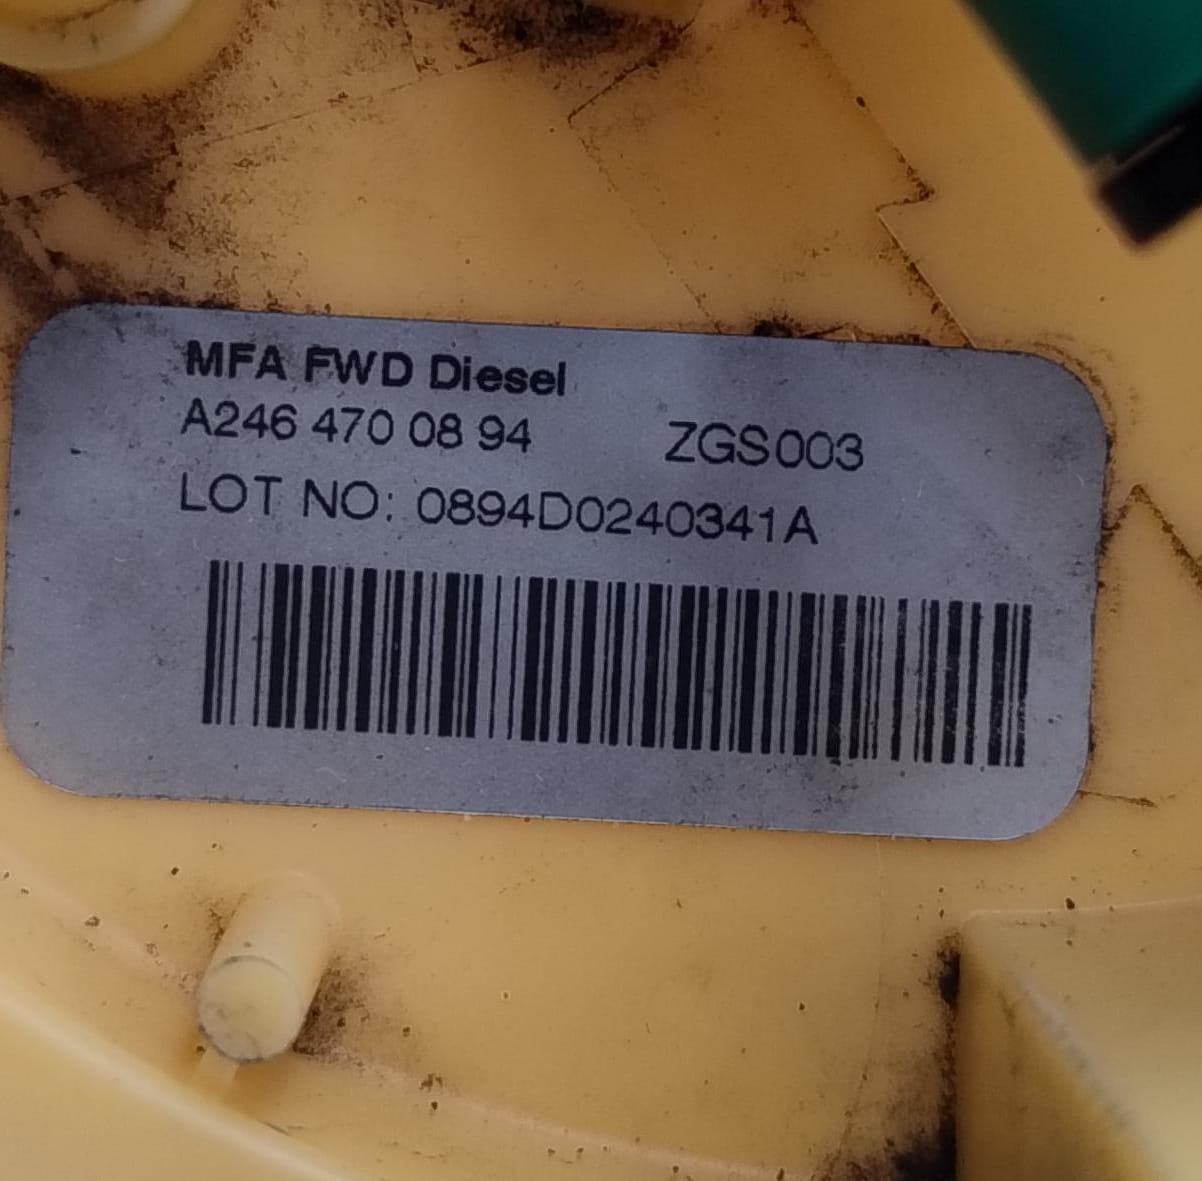 MFA FWD Diesel
A246 470 08 94 ZGS003
LOT NO: 0894D0240341A